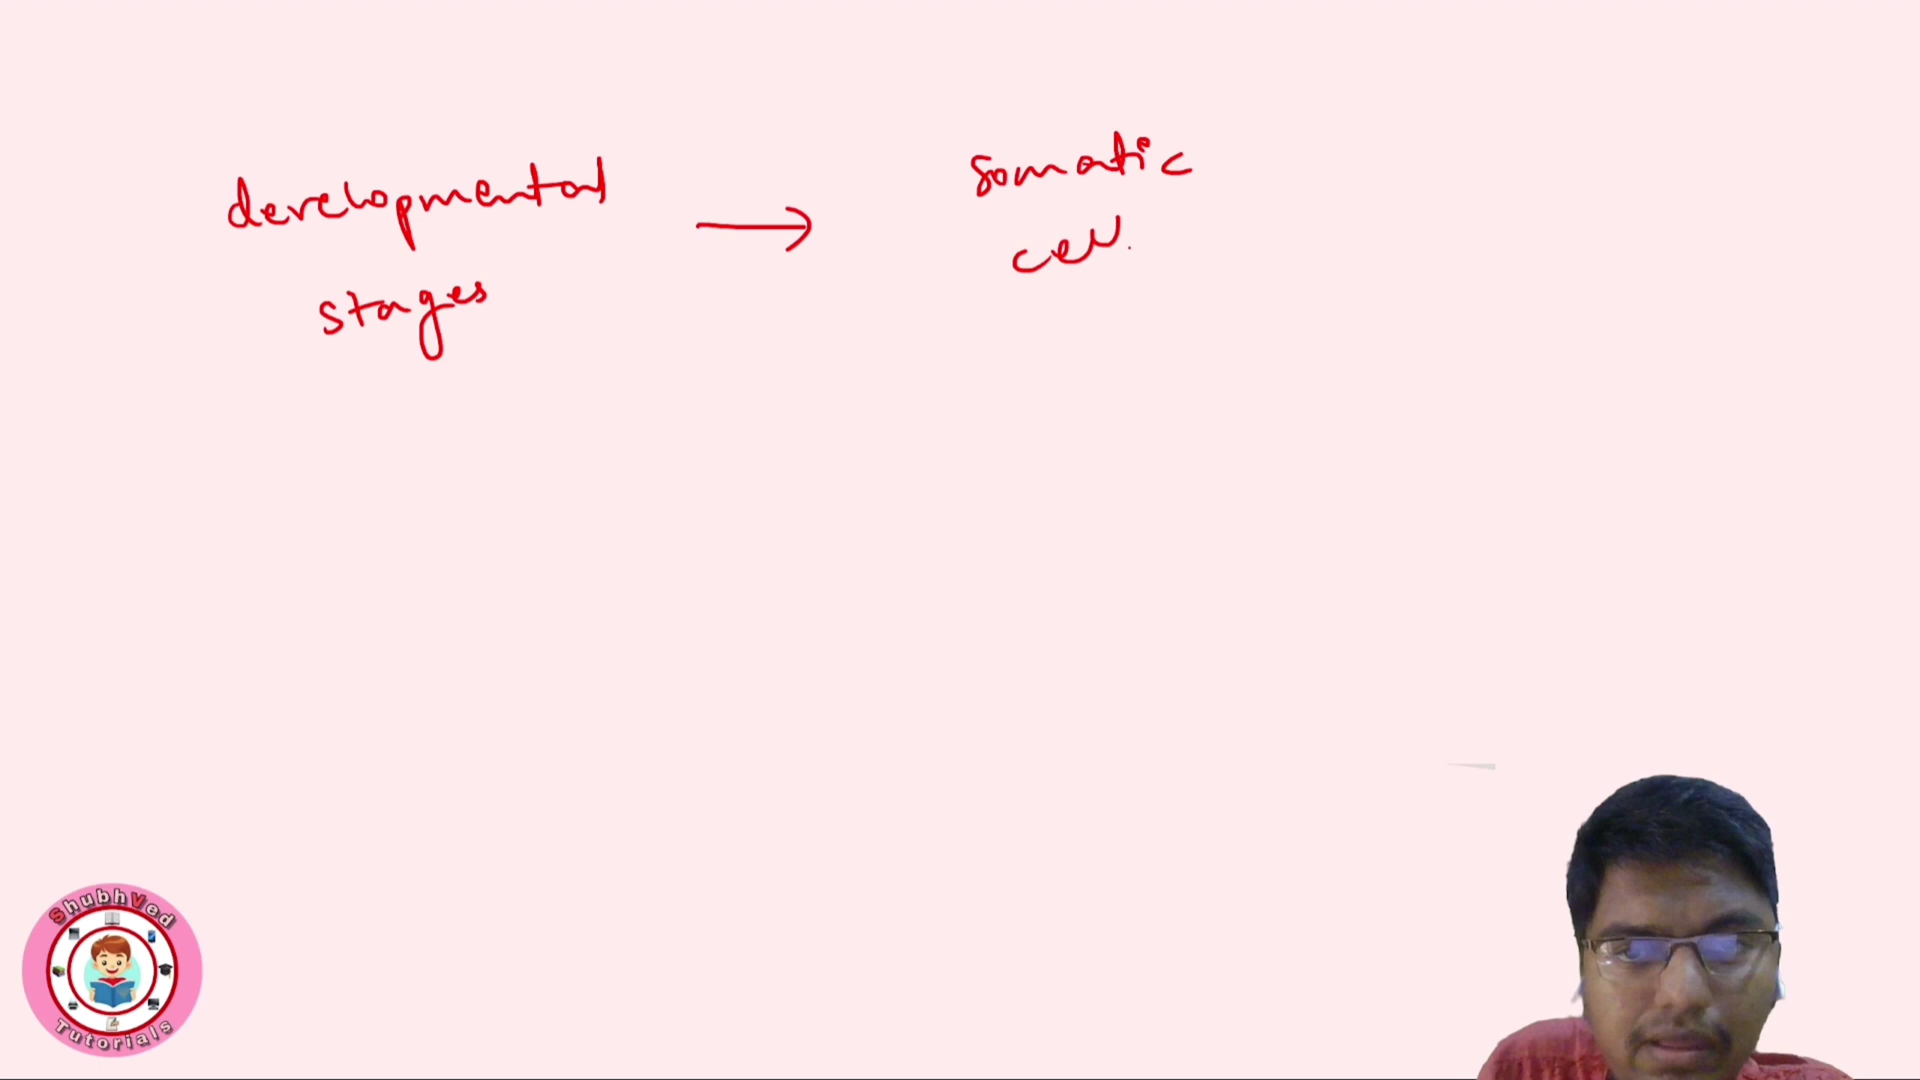 developmental
stages
→
somatic
cell.
ShubhVed
Tutorials